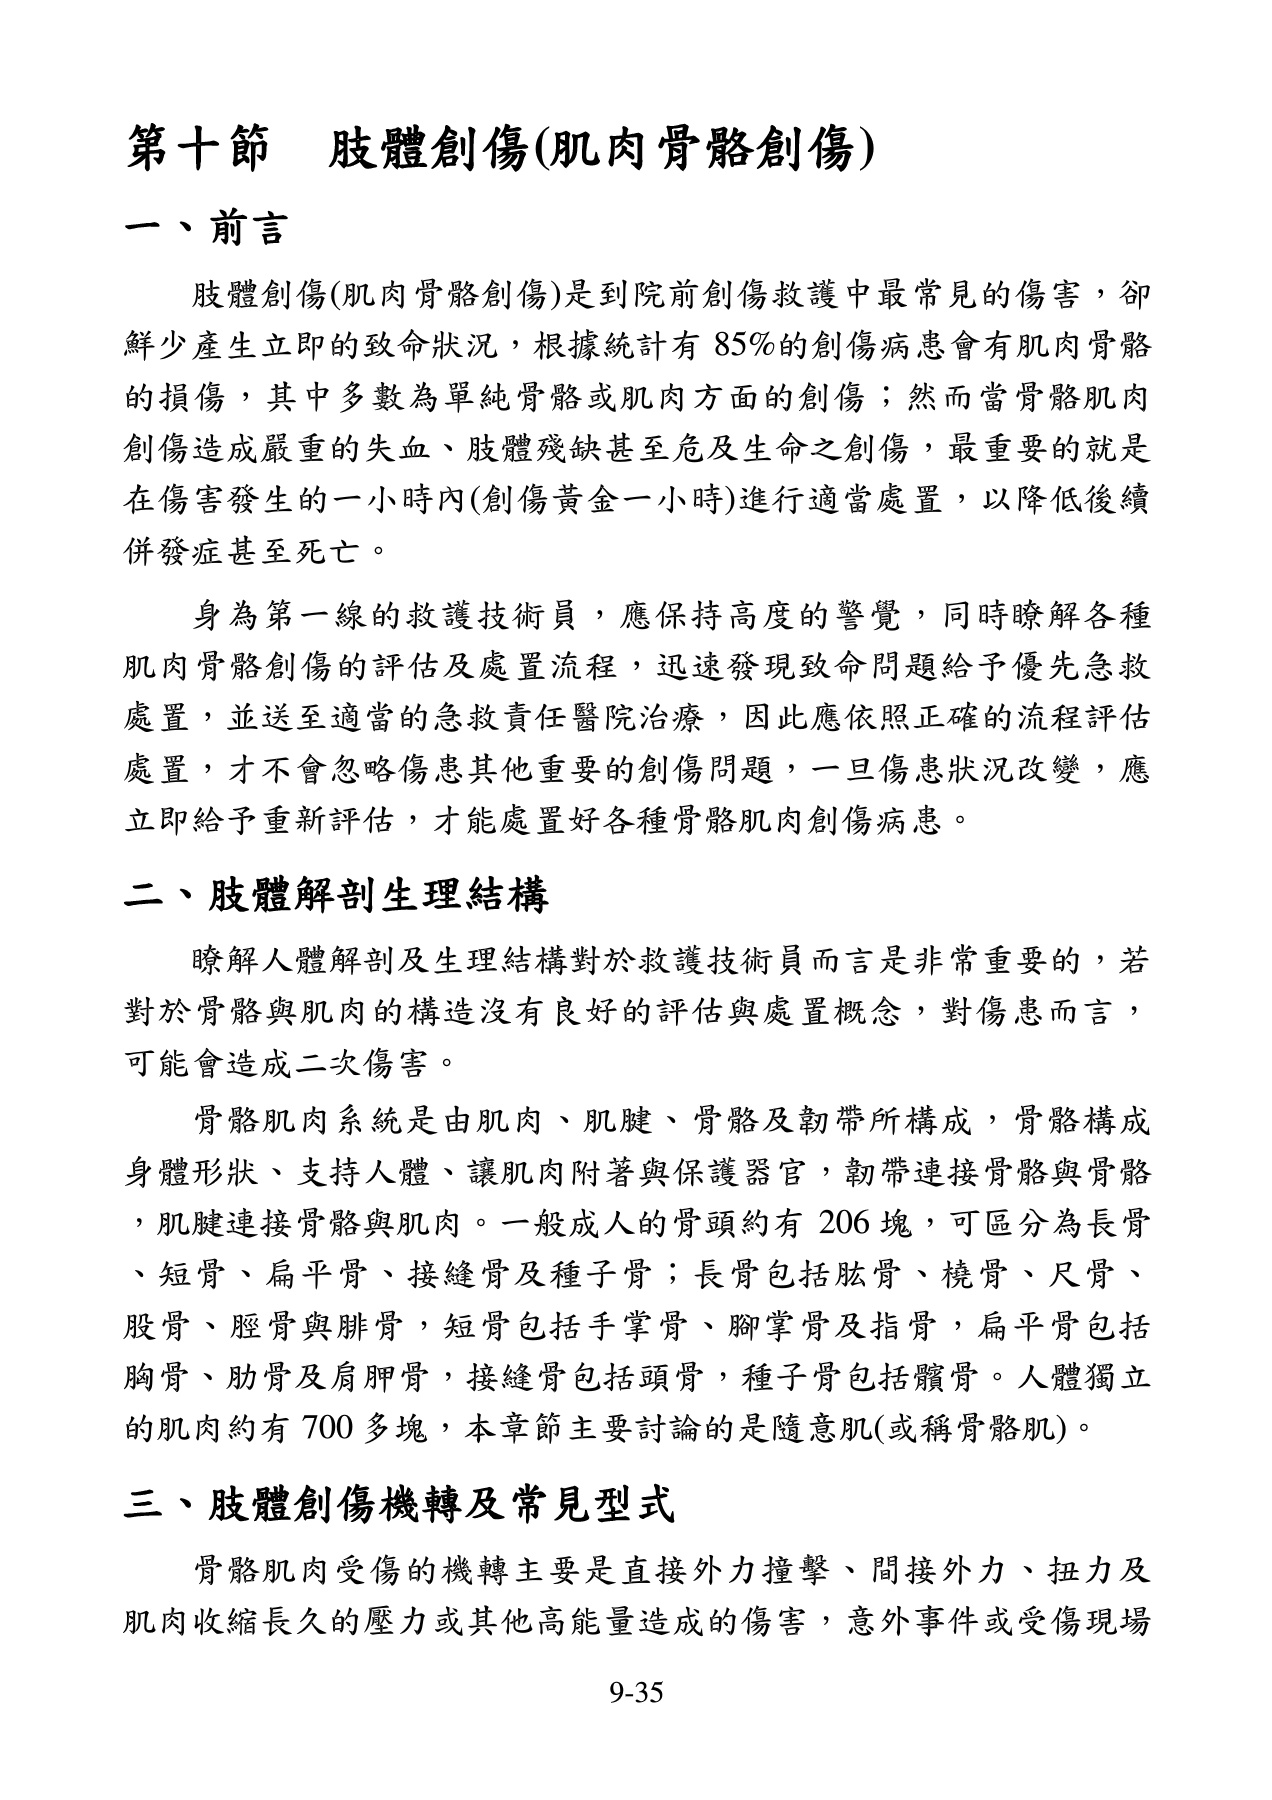 第十節　肢體創傷(肌肉骨骼創傷)
一、前言
肢體創傷(肌肉骨骼創傷)是到院前創傷救護中最常見的傷害，卻
鮮少產生立即的致命狀況，根據統計有 85%的創傷病患會有肌肉骨骼
的損傷，其中多數為單純骨骼或肌肉方面的創傷；然而當骨骼肌肉
創傷造成嚴重的失血、肢體殘缺甚至危及生命之創傷，最重要的就是
在傷害發生的一小時內(創傷黃金一小時)進行適當處置，以降低後續
併發症甚至死亡。
身為第一線的救護技術員，應保持高度的警覺，同時瞭解各種
肌肉骨骼創傷的評估及處置流程，迅速發現致命問題給予優先急救
處置，並送至適當的急救責任醫院治療，因此應依照正確的流程評估
處置，才不會忽略傷患其他重要的創傷問題，一旦傷患狀況改變，應
立即給予重新評估，才能處置好各種骨骼肌肉創傷病患。
二、肢體解剖生理結構
瞭解人體解剖及生理結構對於救護技術員而言是非常重要的，若
對於骨骼與肌肉的構造沒有良好的評估與處置概念，對傷患而言，
可能會造成二次傷害。
骨骼肌肉系統是由肌肉、肌腱、骨骼及韌帶所構成，骨骼構成
身體形狀、支持人體、讓肌肉附著與保護器官，韌帶連接骨骼與骨骼
，肌腱連接骨骼與肌肉。一般成人的骨頭約有 206 塊，可區分為長骨
、短骨、扁平骨、接縫骨及種子骨；長骨包括肱骨、橈骨、尺骨、
股骨、脛骨與腓骨，短骨包括手掌骨、腳掌骨及指骨，扁平骨包括
胸骨、肋骨及肩胛骨，接縫骨包括頭骨，種子骨包括髕骨。人體獨立
的肌肉約有 700 多塊，本章節主要討論的是隨意肌(或稱骨骼肌)。
三、肢體創傷機轉及常見型式
骨骼肌肉受傷的機轉主要是直接外力撞擊、間接外力、扭力及
肌肉收縮長久的壓力或其他高能量造成的傷害，意外事件或受傷現場
9-35